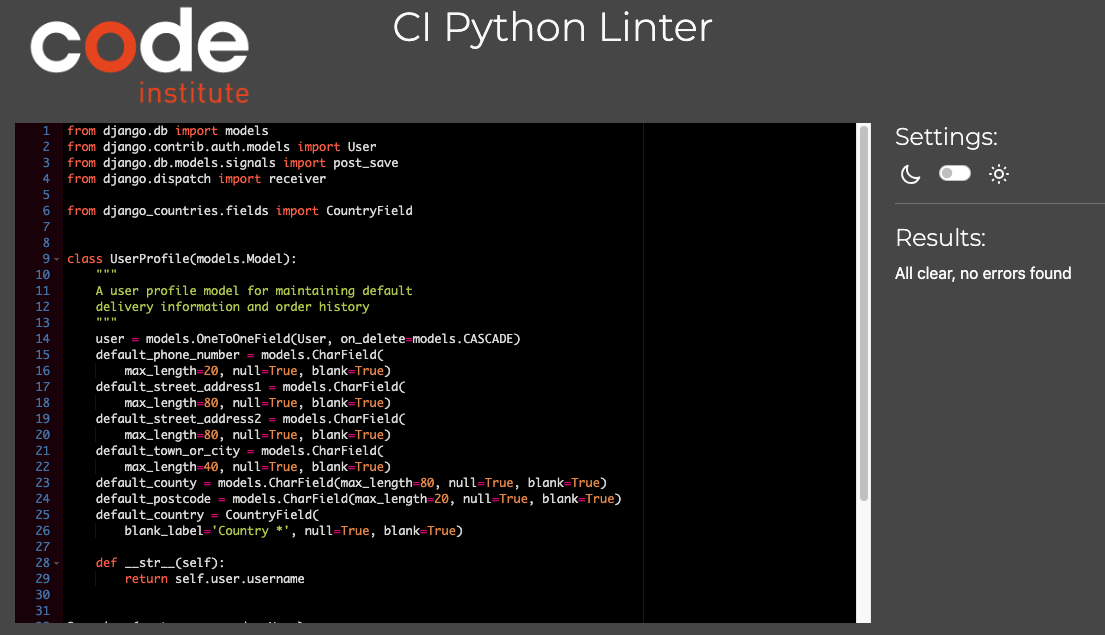 code
institute
CI Python Linter
1 from django.db import models
2 from django.contrib.auth.models import User
3 from django.db.models.signals import post_save
4 from django.dispatch import receiver
5
6 from django_countries.fields import CountryField
7
8
9 class UserProfile(models.Model):
10     """
11     A user profile model for maintaining default
12     delivery information and order history
13     """
14     user = models.OneToOneField(User, on_delete=models.CASCADE)
15     default_phone_number = models.CharField(
16         max_length=20, null=True, blank=True)
17     default_street_address1 = models.CharField(
18         max_length=80, null=True, blank=True)
19     default_street_address2 = models.CharField(
20         max_length=80, null=True, blank=True)
21     default_town_or_city = models.CharField(
22         max_length=40, null=True, blank=True)
23     default_county = models.CharField(max_length=80, null=True, blank=True)
24     default_postcode = models.CharField(max_length=20, null=True, blank=True)
25     default_country = CountryField(
26         blank_label='Country *', null=True, blank=True)
27
28     def __str__(self):
29         return self.user.username
30
31
Settings:
Results:
All clear, no errors found